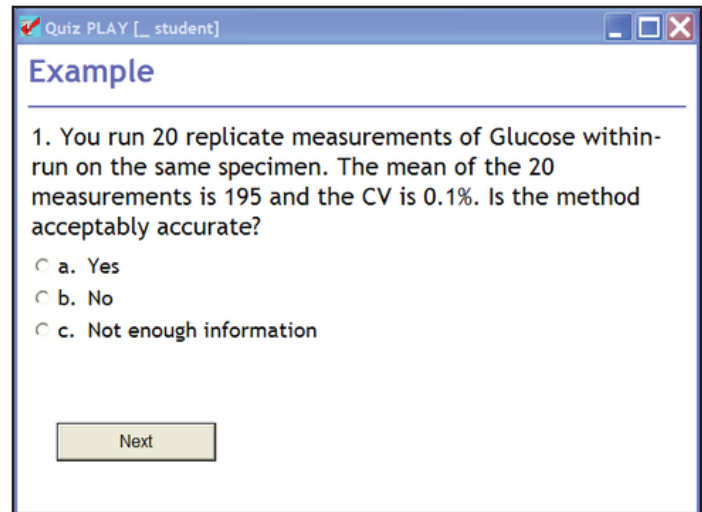 Quiz PLAY [_ student]
Example
1. You run 20 replicate measurements of Glucose within-
run on the same specimen. The mean of the 20
measurements is 195 and the CV is 0.1%. Is the method
acceptably accurate?
a. Yes
b. No
c. Not enough information
Next